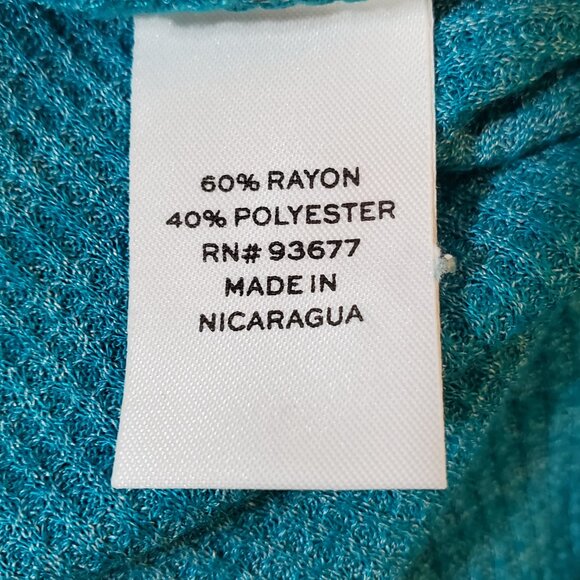 60% RAYON
40% POLYESTER
RN# 93677
MADE IN
NICARAGUA